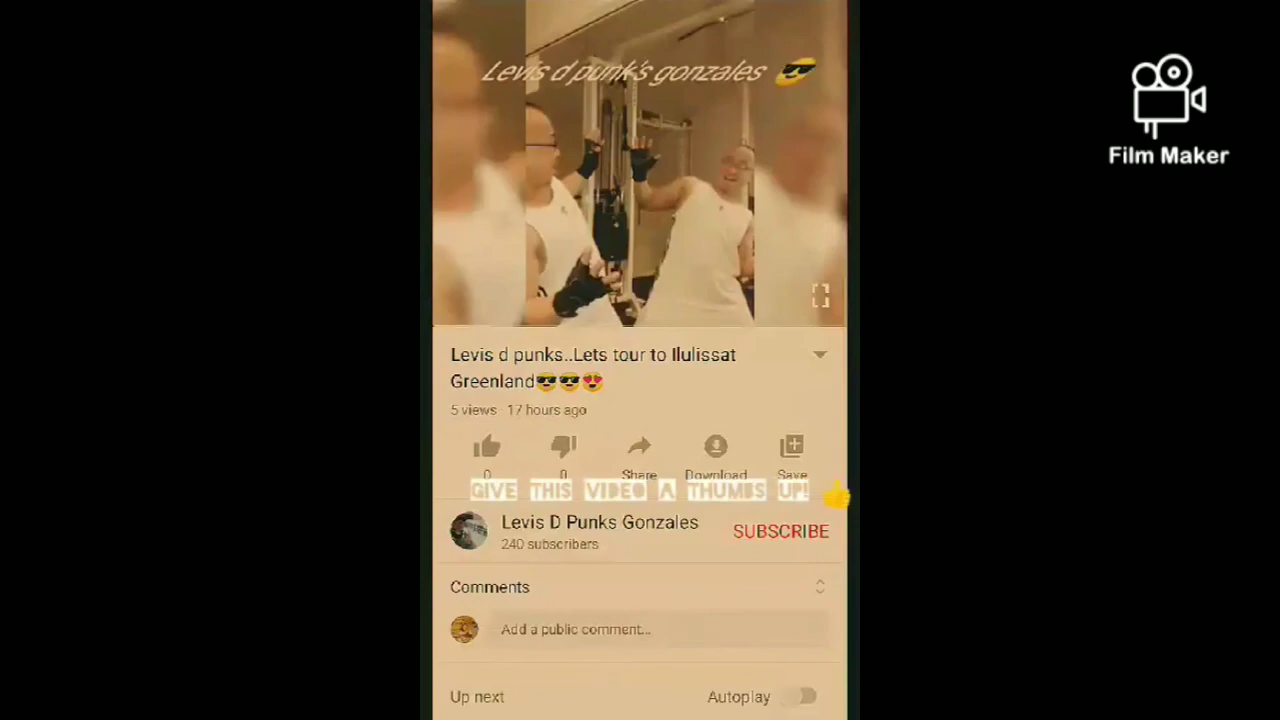 Levis d punk's gonzales 😎
Film Maker
Levis d punks..Lets tour to Ilulissat
Greenland😎😎😍
5 views · 17 hours ago
0
0
Share
Download
Save
GIVE THIS VIDEO A THUMBS UP! 👍
Levis D Punks Gonzales
240 subscribers
SUBSCRIBE
Comments
Add a public comment...
Up next
Autoplay